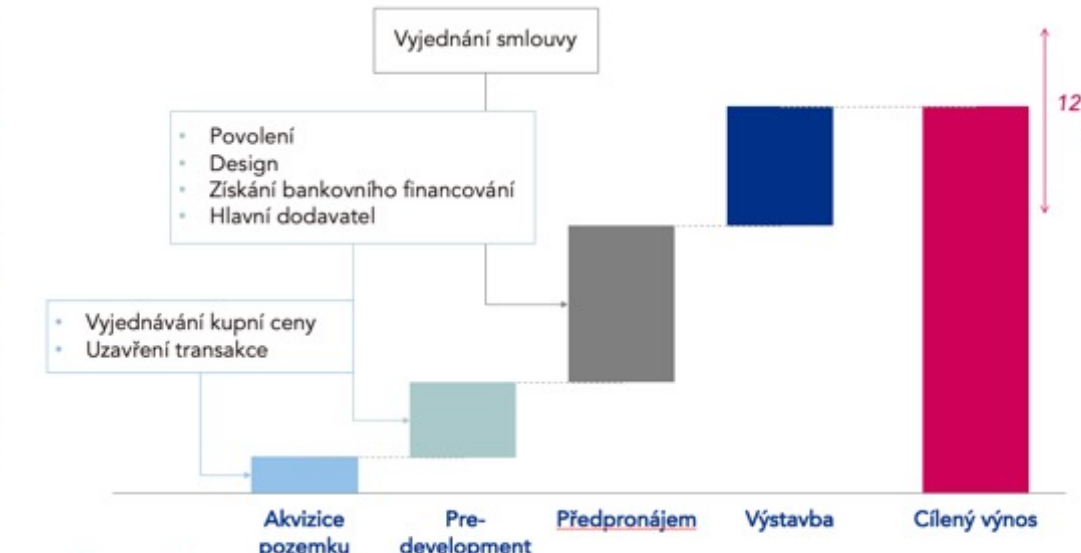 Vyjednání smlouvy
Povolení
Design
Získání bankovního financování
Hlavní dodavatel
Vyjednávání kupní ceny
Uzavření transakce
12
Akvizice
pozemku
Pre-
development
Předpronájem
Výstavba
Cílený výnos